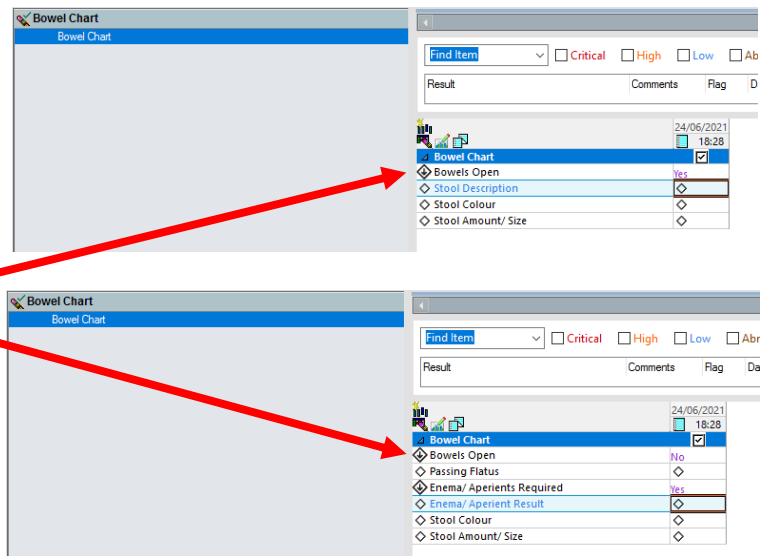 Bowel Chart
Bowel Chart
Find Item Critical High Low Ab
Result Comments Flag D
24/06/2021
18:28
Bowel Chart
Bowels Open Yes
Stool Description
Stool Colour
Stool Amount/ Size
Bowel Chart
Bowel Chart
Find Item Critical High Low Abr
Result Comments Flag Da
24/06/2021
18:28
Bowel Chart
Bowels Open No
Passing Flatus
Enema/ Aperients Required Yes
Enema/ Aperient Result
Stool Colour
Stool Amount/ Size